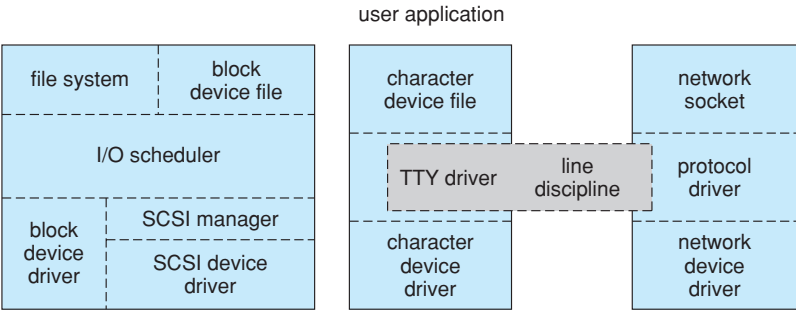 user application
file system
block
device file
I/O scheduler
block
device
driver
SCSI manager
SCSI device
driver
character
device file
TTY driver
line
discipline
character
device
driver
network
socket
protocol
driver
network
device
driver